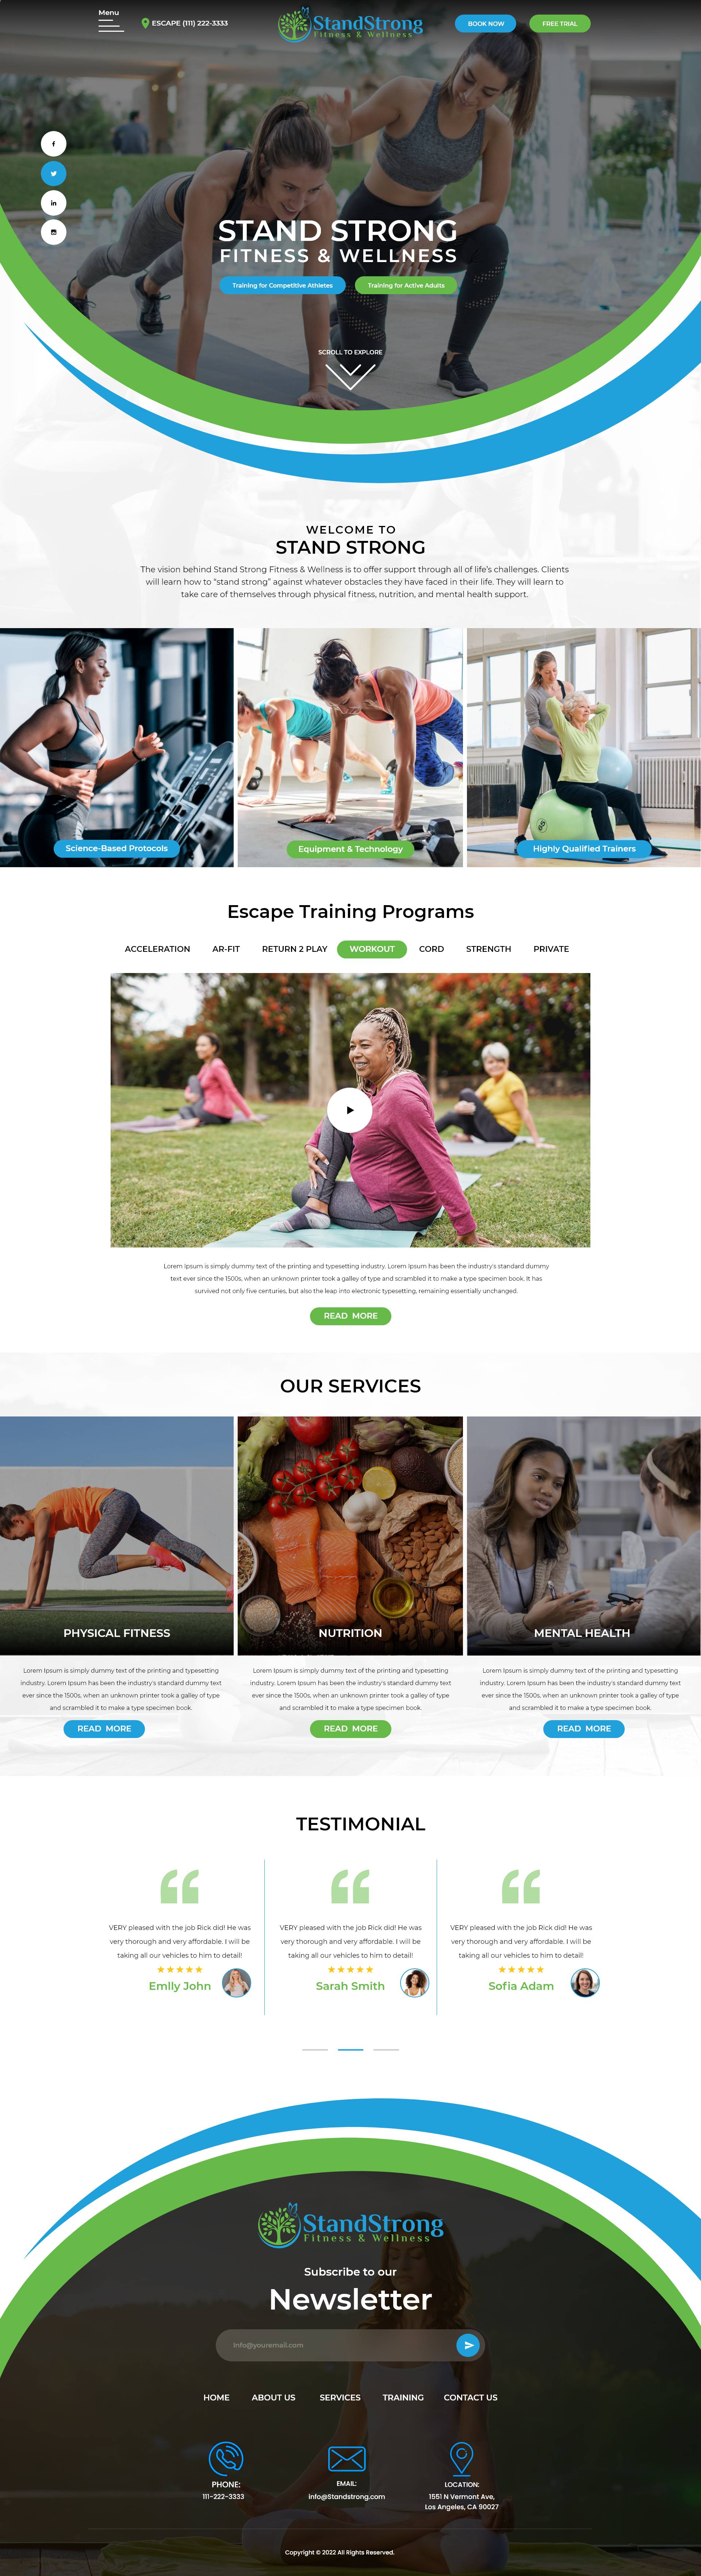 Menu
ESCAPE (111) 222-3333
StandStrong
Fitness & Wellness
BOOK NOW
FREE TRIAL
STAND STRONG
FITNESS & WELLNESS
Training for Competitive Athletes
Training for Active Adults
SCROLL TO EXPLORE
WELCOME TO
STAND STRONG
The vision behind Stand Strong Fitness & Wellness is to offer support through all of life's challenges. Clients
will learn how to “stand strong” against whatever obstacles they have faced in their life. They will learn to
take care of themselves through physical fitness, nutrition, and mental health support.
Science-Based Protocols
Equipment & Technology
Highly Qualified Trainers
Escape Training Programs
ACCELERATION
AR-FIT
RETURN 2 PLAY
WORKOUT
CORD
STRENGTH
PRIVATE
Lorem Ipsum is simply dummy text of the printing and typesetting industry. Lorem Ipsum has been the industry's standard dummy
text ever since the 1500s, when an unknown printer took a galley of type and scrambled it to make a type specimen book. It has
survived not only five centuries, but also the leap into electronic typesetting, remaining essentially unchanged.
READ MORE
OUR SERVICES
PHYSICAL FITNESS
Lorem Ipsum is simply dummy text of the printing and typesetting
industry. Lorem Ipsum has been the industry's standard dummy text
ever since the 1500s, when an unknown printer took a galley of type
and scrambled it to make a type specimen book.
READ MORE
NUTRITION
Lorem Ipsum is simply dummy text of the printing and typesetting
industry. Lorem Ipsum has been the industry's standard dummy text
ever since the 1500s, when an unknown printer took a galley of type
and scrambled it to make a type specimen book.
READ MORE
MENTAL HEALTH
Lorem Ipsum is simply dummy text of the printing and typesetting
industry. Lorem Ipsum has been the industry's standard dummy text
ever since the 1500s, when an unknown printer took a galley of type
and scrambled it to make a type specimen book.
READ MORE
TESTIMONIAL
VERY pleased with the job Rick did! He was
very thorough and very affordable. I will be
taking all our vehicles to him to detail!
Emlly John
VERY pleased with the job Rick did! He was
very thorough and very affordable. I will be
taking all our vehicles to him to detail!
Sarah Smith
VERY pleased with the job Rick did! He was
very thorough and very affordable. I will be
taking all our vehicles to him to detail!
Sofia Adam
StandStrong
Fitness & Wellness
Subscribe to our
Newsletter
Info@youremail.com
HOME
ABOUT US
SERVICES
TRAINING
CONTACT US
PHONE:
111-222-3333
EMAIL:
info@Standstrong.com
LOCATION:
1551 N Vermont Ave,
Los Angeles, CA 90027
Copyright © 2022 All Rights Reserved.